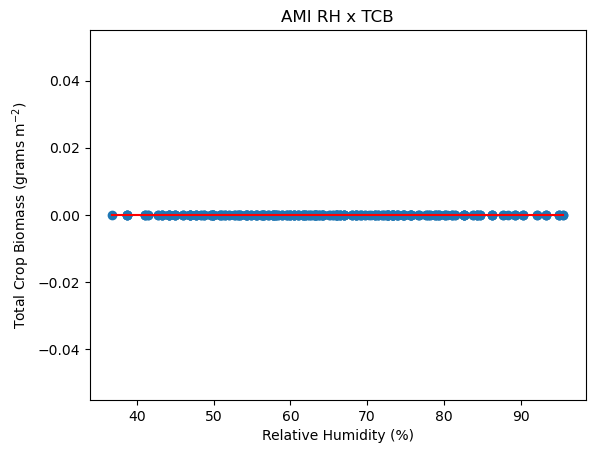 AMI RH x TCB
Total Crop Biomass (grams m⁻²)
0.04
0.02
0.00
−0.02
−0.04
40 50 60 70 80 90
Relative Humidity (%)